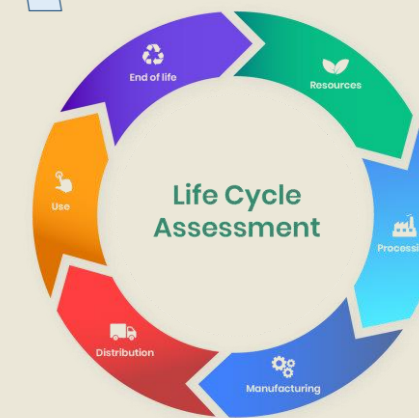 End of life
Resources
Life Cycle
Assessment
Use
Processi
Distribution
Manufacturing